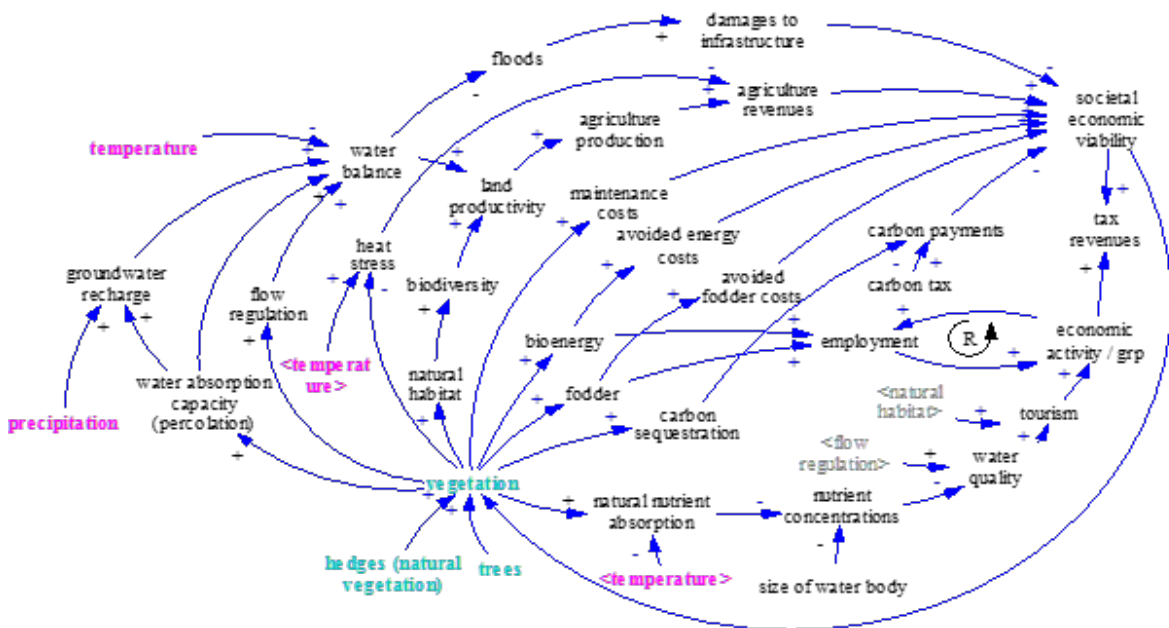 damages to
infrastructure
floods
agriculture
revenues
societal
economic
viability
agriculture
production
temperature
water
balance
land
productivity
maintenance
costs
tax
revenues
avoided energy
costs
carbon payments
heat
stress
groundwater
recharge
flow
regulation
biodiversity
avoided
fodder costs
carbon tax
bioenergy
employment
R
economic
activity / grp
<temperat
ure>
natural
habitat
fodder
water absorption
capacity
(percolation)
precipitation
carbon
sequestration
<natural
habitat>
tourism
<flow
regulation>
water
quality
vegetation
natural nutrient
absorption
nutrient
concentrations
hedges (natural
vegetation)
trees
<temperature>
size of water body